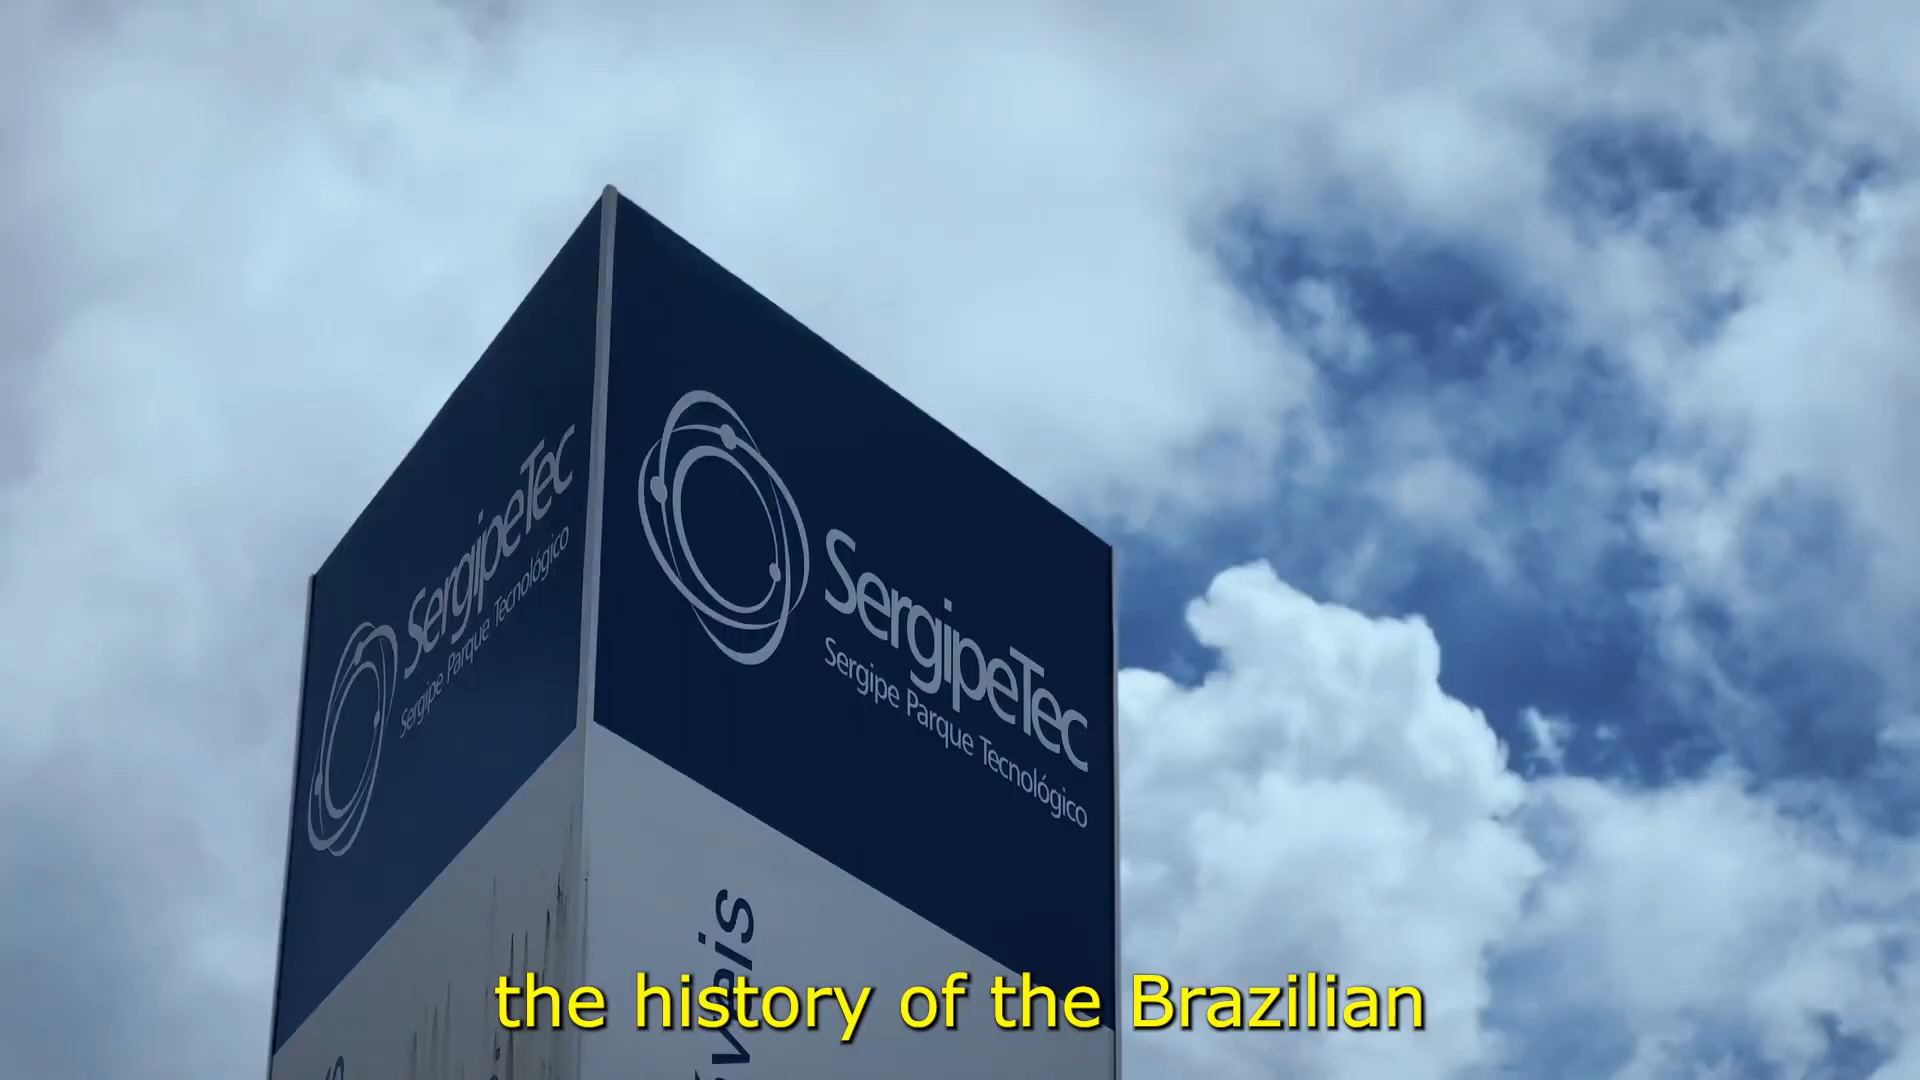 SergipeTec
Sergipe Parque Tecnológico
SergipeTec
Sergipe Parque Tecnológico
the history of the Brazilian